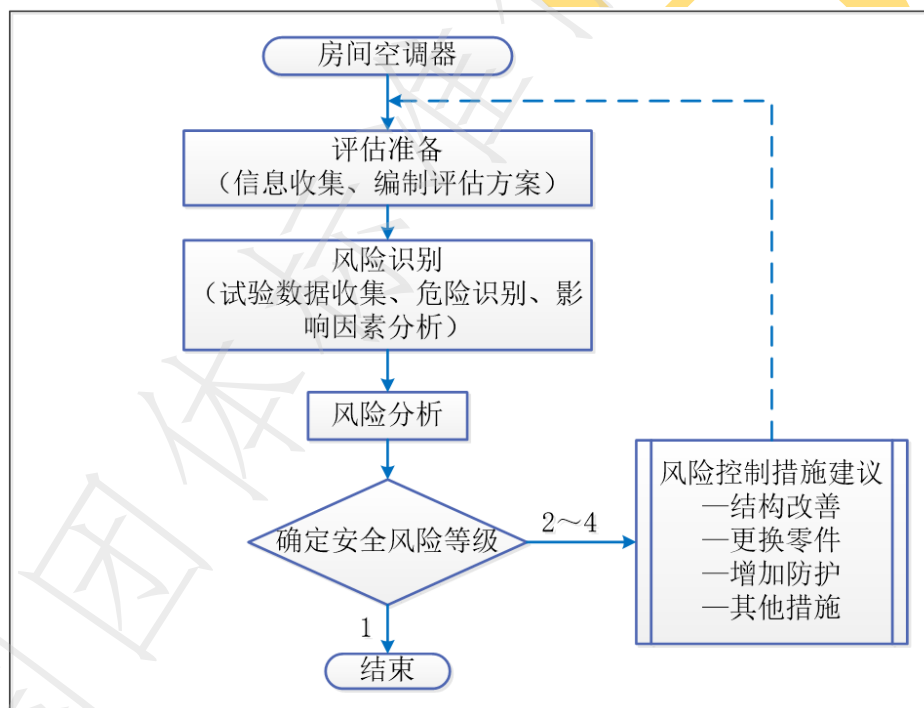 房间空调器
评估准备
（信息收集、编制评估方案）
风险识别
（试验数据收集、危险识别、影
响因素分析）
风险分析
确定安全风险等级
2～4
1
结束
风险控制措施建议
—结构改善
—更换零件
—增加防护
—其他措施
团体标准